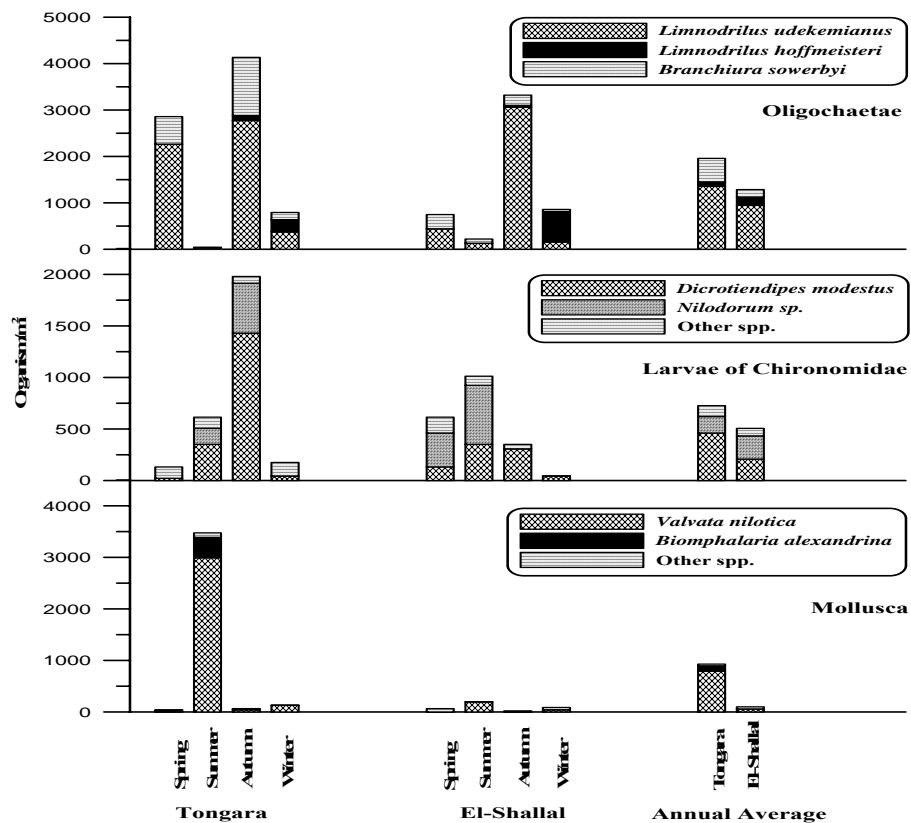 5000
4000
3000
2000
1000
0
Limnodrilus udekemianus
Limnodrilus hoffmeisteri
Branchiura sowerbyi
Oligochaetae
2000
1500
1000
500
0
Organism/m²
Dicrotiendipes modestus
Nilodorum sp.
Other spp.
Larvae of Chironomidae
4000
3000
2000
1000
0
Valvata nilotica
Biomphalaria alexandrina
Other spp.
Mollusca
Spring
Summer
Autumn
Winter
Spring
Summer
Autumn
Winter
Tongara
El-Shallal
Tongara
El-Shallal
Annual Average